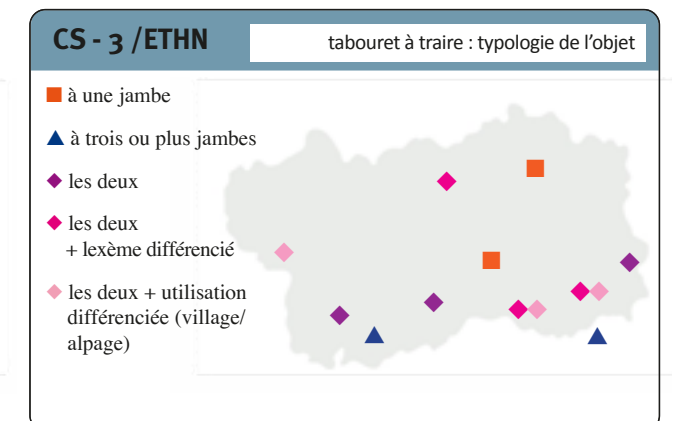 CS - 3 /ETHN
tabouret à traire : typologie de l'objet
à une jambe
à trois ou plus jambes
les deux
les deux
+ lexème différencié
les deux + utilisation
différenciée (village/
alpage)